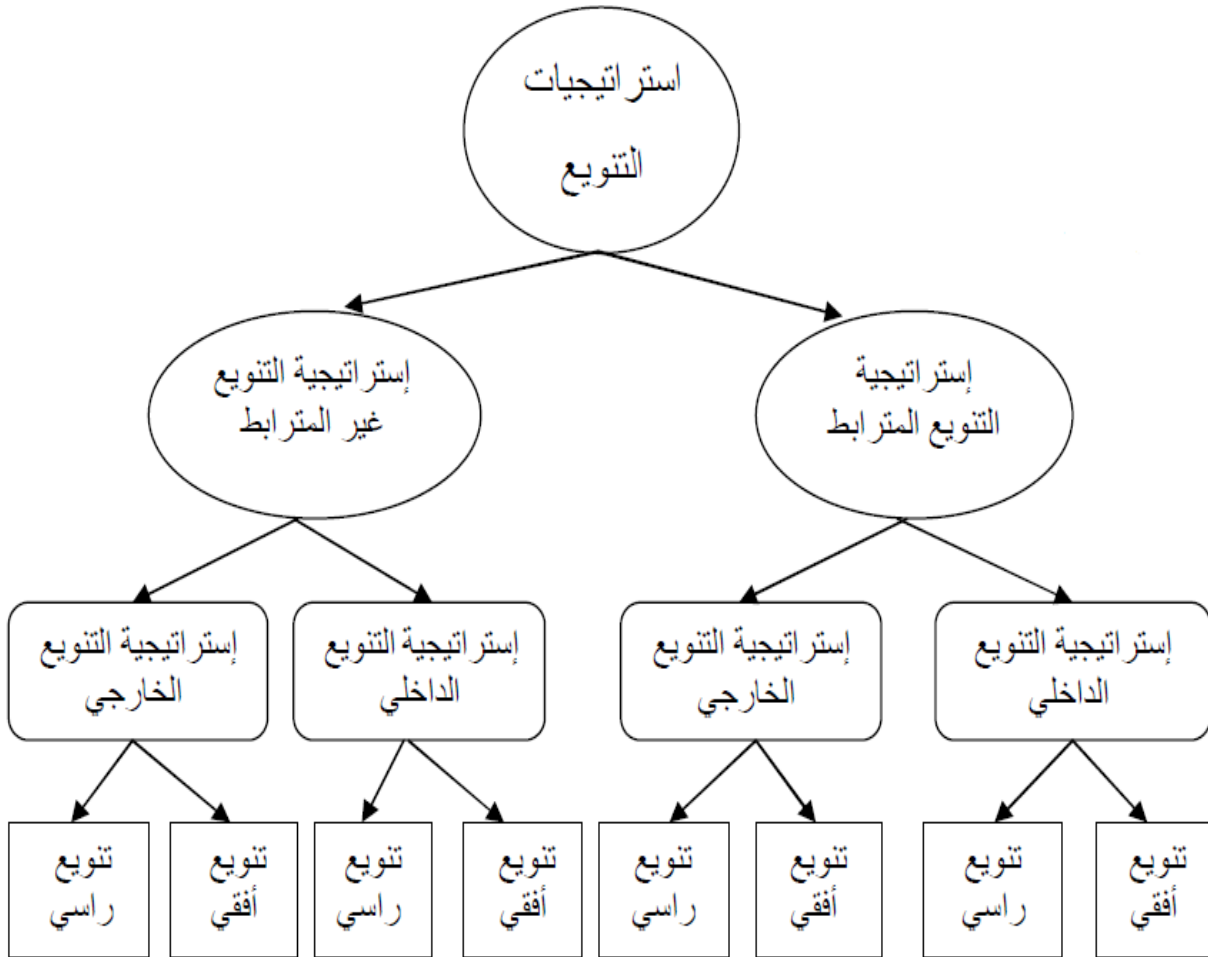 استراتيجيات
التنويع
إستراتيجية
التنويع المترابط
إستراتيجية التنويع
غير المترابط
إستراتيجية التنويع
الداخلي
إستراتيجية التنويع
الخارجي
إستراتيجية التنويع
الداخلي
إستراتيجية التنويع
الخارجي
تنويع
أفقي
تنويع
راسي
تنويع
أفقي
تنويع
راسي
تنويع
أفقي
تنويع
راسي
تنويع
أفقي
تنويع
راسي